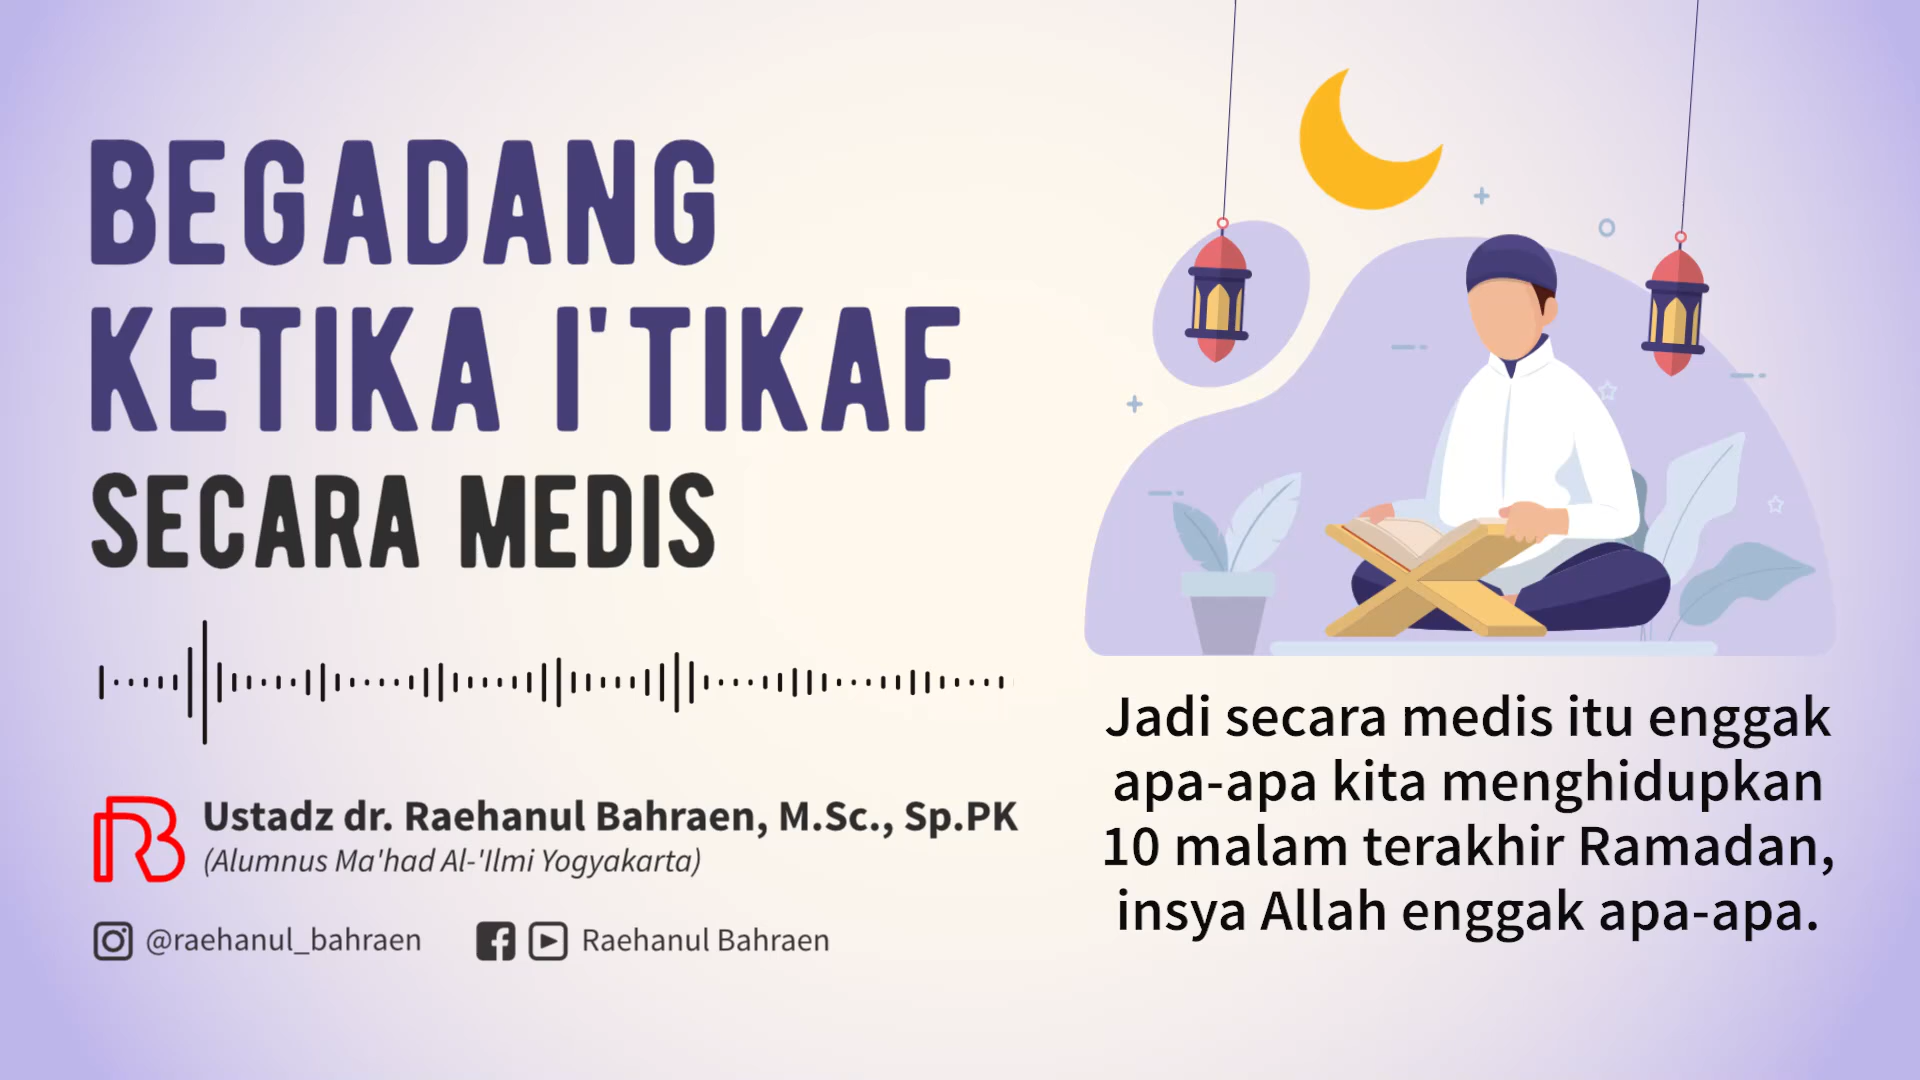 BEGADANG
KETIKA I'TIKAF
SECARA MEDIS
Ustadz dr. Raehanul Bahraen, M.Sc., Sp.PK
(Alumnus Ma'had Al-'Ilmi Yogyakarta)
@raehanul_bahraen
Raehanul Bahraen
Jadi secara medis itu enggak
apa-apa kita menghidupkan
10 malam terakhir Ramadan,
insya Allah enggak apa-apa.